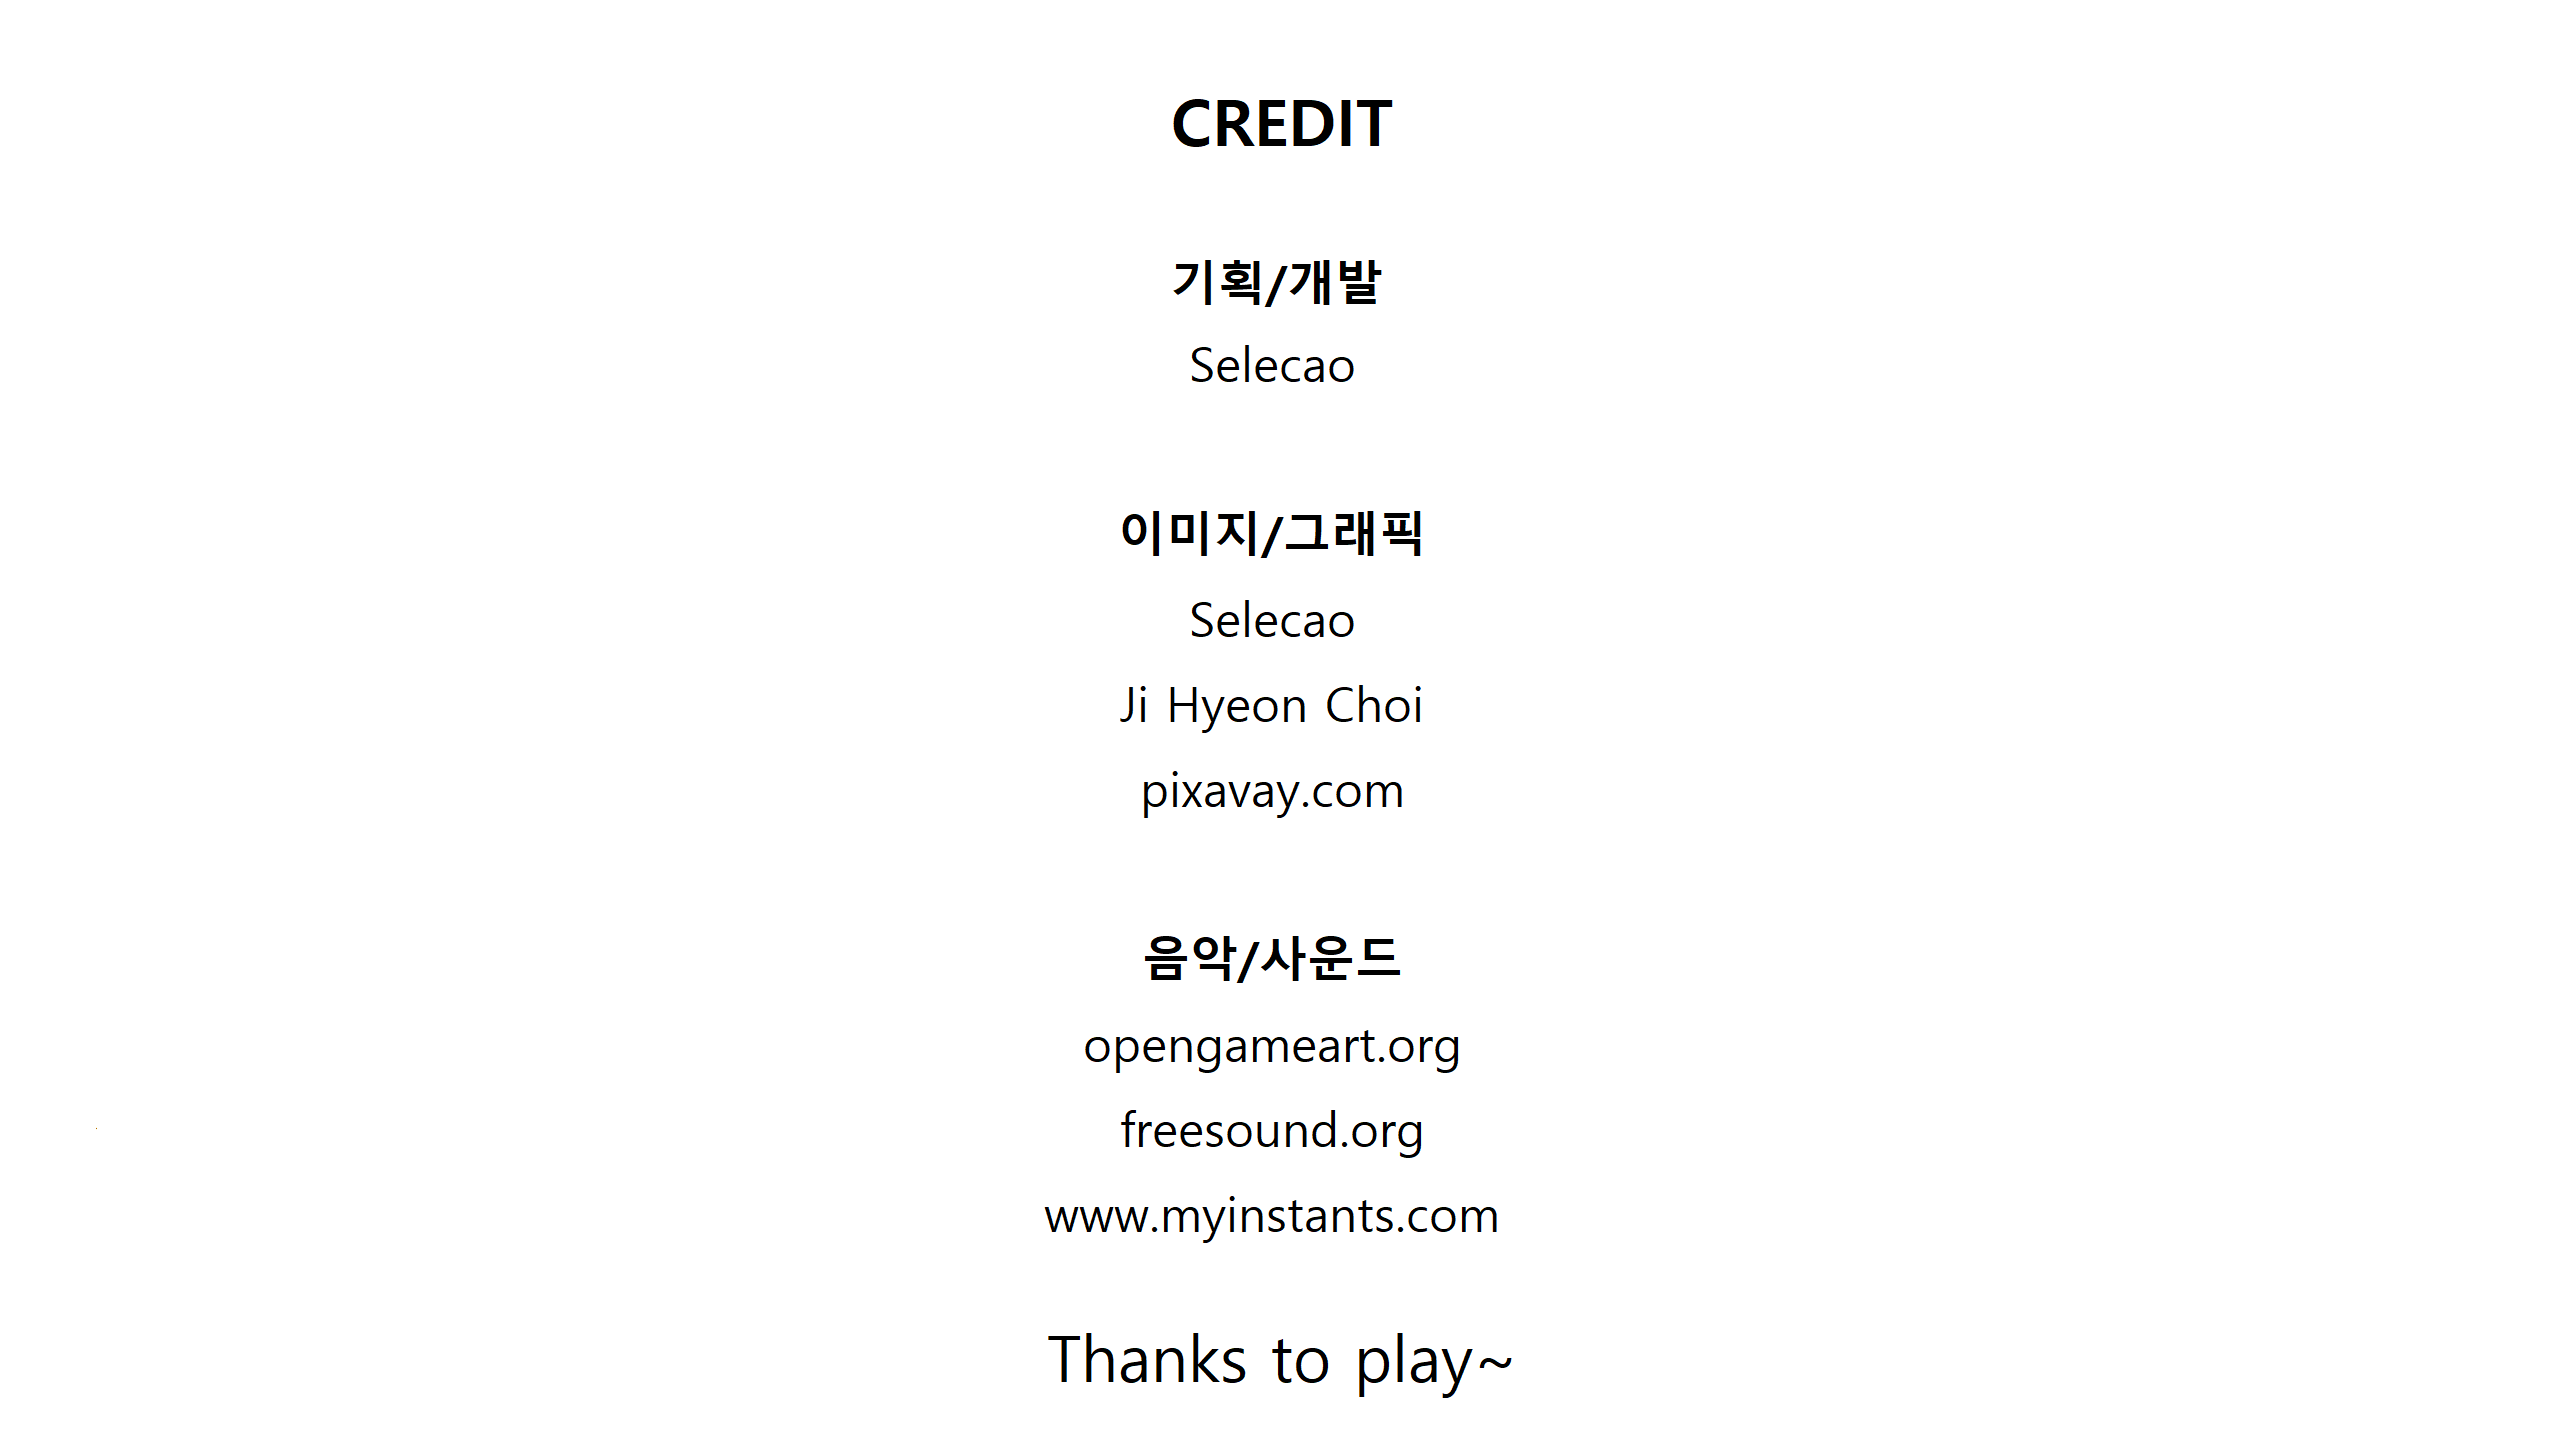 CREDIT
기획/개발
Selecao
이미지/그래픽
Selecao
Ji Hyeon Choi
pixavay.com
음악/사운드
opengameart.org
freesound.org
www.myinstants.com
Thanks to play~